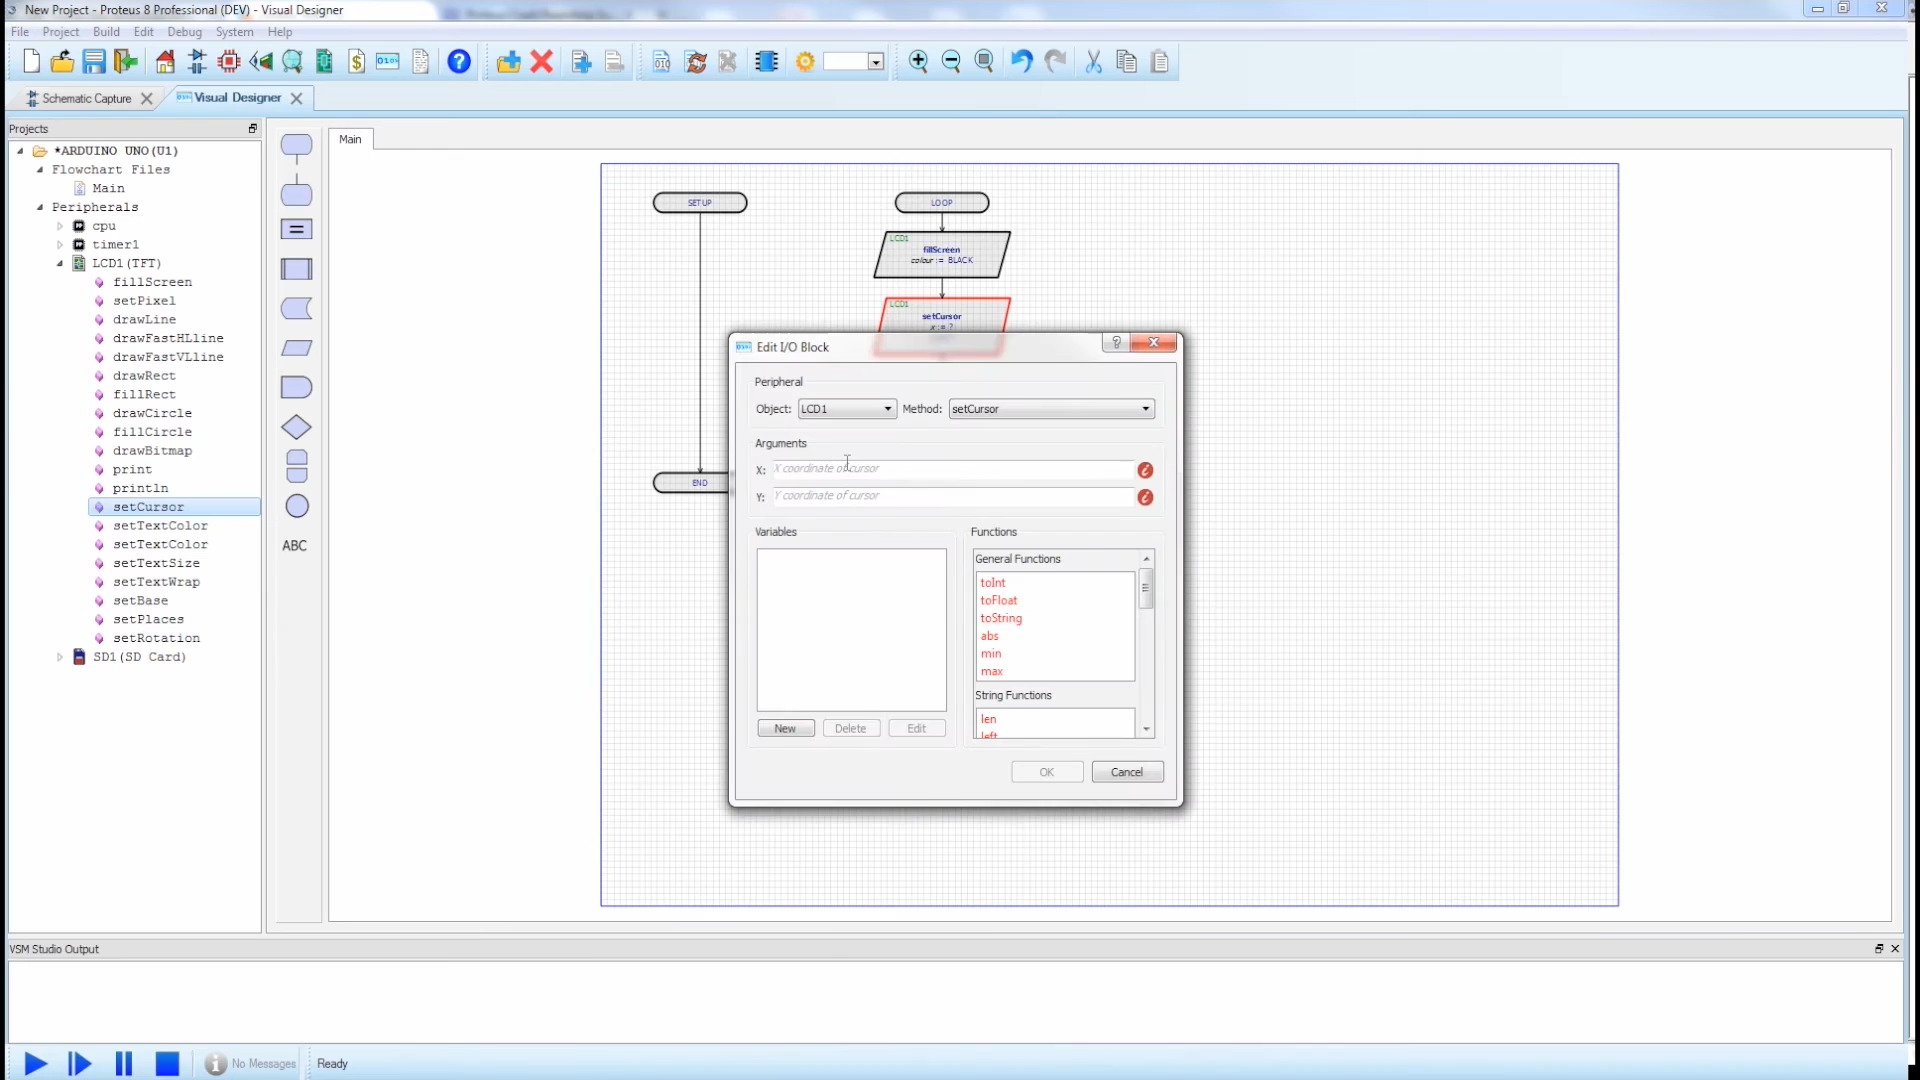 New Project - Proteus 8 Professional (DEV) - Visual Designer
File Project Build Edit Debug System Help
Schematic Capture
Visual Designer
Projects
Main
*ARDUINO UNO(U1)
Flowchart Files
Main
Peripherals
cpu
timer1
LCD1(TFT)
fillScreen
setPixel
drawLine
drawFastHLline
drawFastVLline
drawRect
fillRect
drawCircle
fillCircle
drawBitmap
print
println
setCursor
setTextColor
setTextColor
setTextSize
setTextWrap
setBase
setPlaces
setRotation
SD1(SD Card)
ABC
SETUP
END
LOOP
LCD1
fillScreen
colour := BLACK
LCD1
setCursor
x := ?
Edit I/O Block
Peripheral
Object: LCD1 Method: setCursor
Arguments
X: X coordinate of cursor
Y: Y coordinate of cursor
Variables
New Delete Edit
Functions
General Functions
toInt
toFloat
toString
abs
min
max
String Functions
len
left
OK Cancel
VSM Studio Output
No Messages
Ready